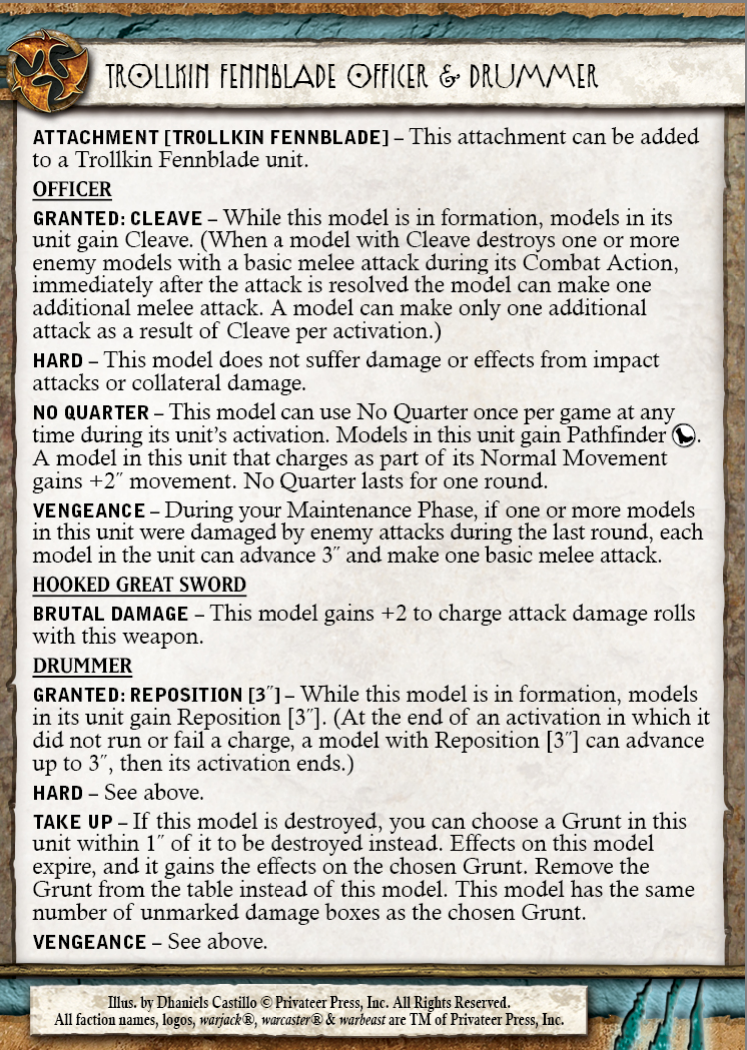 TROLLKIN FENNBLADE OFFICER & DRUMMER
ATTACHMENT [TROLLKIN FENNBLADE] – This attachment can be added
to a Trollkin Fennblade unit.
OFFICER
GRANTED: CLEAVE – While this model is in formation, models in its
unit gain Cleave. (When a model with Cleave destroys one or more
enemy models with a basic melee attack during its Combat Action,
immediately after the attack is resolved the model can make one
additional melee attack. A model can make only one additional
attack as a result of Cleave per activation.)
HARD – This model does not suffer damage or effects from impact
attacks or collateral damage.
NO QUARTER – This model can use No Quarter once per game at any
time during its unit's activation. Models in this unit gain Pathfinder .
A model in this unit that charges as part of its Normal Movement
gains +2˝ movement. No Quarter lasts for one round.
VENGEANCE – During your Maintenance Phase, if one or more models
in this unit were damaged by enemy attacks during the last round, each
model in the unit can advance 3˝ and make one basic melee attack.
HOOKED GREAT SWORD
BRUTAL DAMAGE – This model gains +2 to charge attack damage rolls
with this weapon.
DRUMMER
GRANTED: REPOSITION [3˝] – While this model is in formation, models
in its unit gain Reposition [3˝]. (At the end of an activation in which it
did not run or fail a charge, a model with Reposition [3˝] can advance
up to 3˝, then its activation ends.)
HARD – See above.
TAKE UP – If this model is destroyed, you can choose a Grunt in this
unit within 1˝ of it to be destroyed instead. Effects on this model
expire, and it gains the effects on the chosen Grunt. Remove the
Grunt from the table instead of this model. This model has the same
number of unmarked damage boxes as the chosen Grunt.
VENGEANCE – See above.
Illus. by Dhaniels Castillo © Privateer Press, Inc. All Rights Reserved.
All faction names, logos, warjack®, warcaster® & warbeast are TM of Privateer Press, Inc.